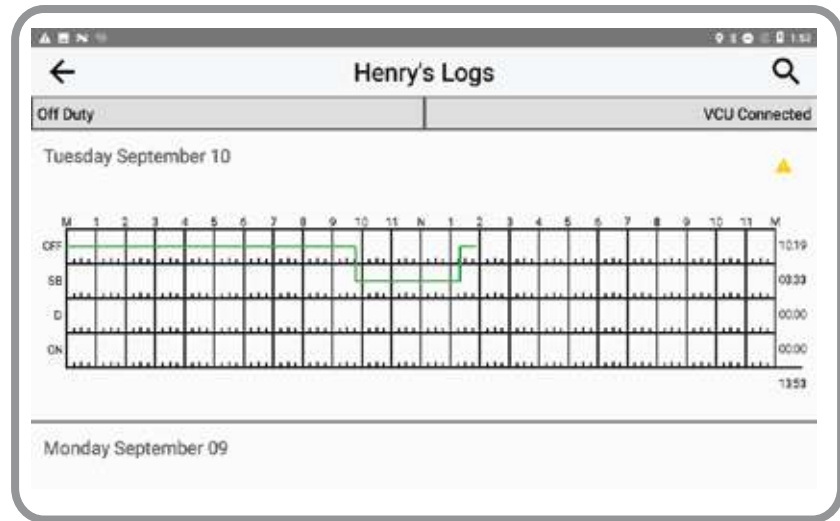 1:53
Henry's Logs
Off Duty VCU Connected
Tuesday September 10
M 1 2 3 4 5 6 7 8 9 10 11 N 1 2 3 4 5 6 7 8 9 10 11 M
OFF 10:19
SB 03:33
D 00:00
ON 00:00
13:53
Monday September 09